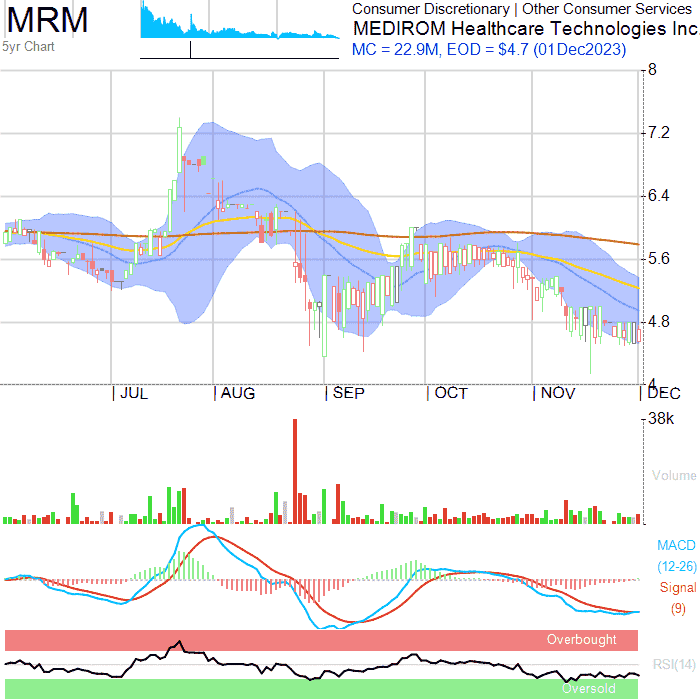 MRM
5yr Chart
Consumer Discretionary | Other Consumer Services
MEDIROM Healthcare Technologies Inc
MC = 22.9M, EOD = $4.7 (01Dec2023)
8
7.2
6.4
5.6
4.8
4
JUL AUG SEP OCT NOV DEC
38k
Volume
MACD
(12-26)
Signal
(9)
Overbought
RSI(14)
Oversold